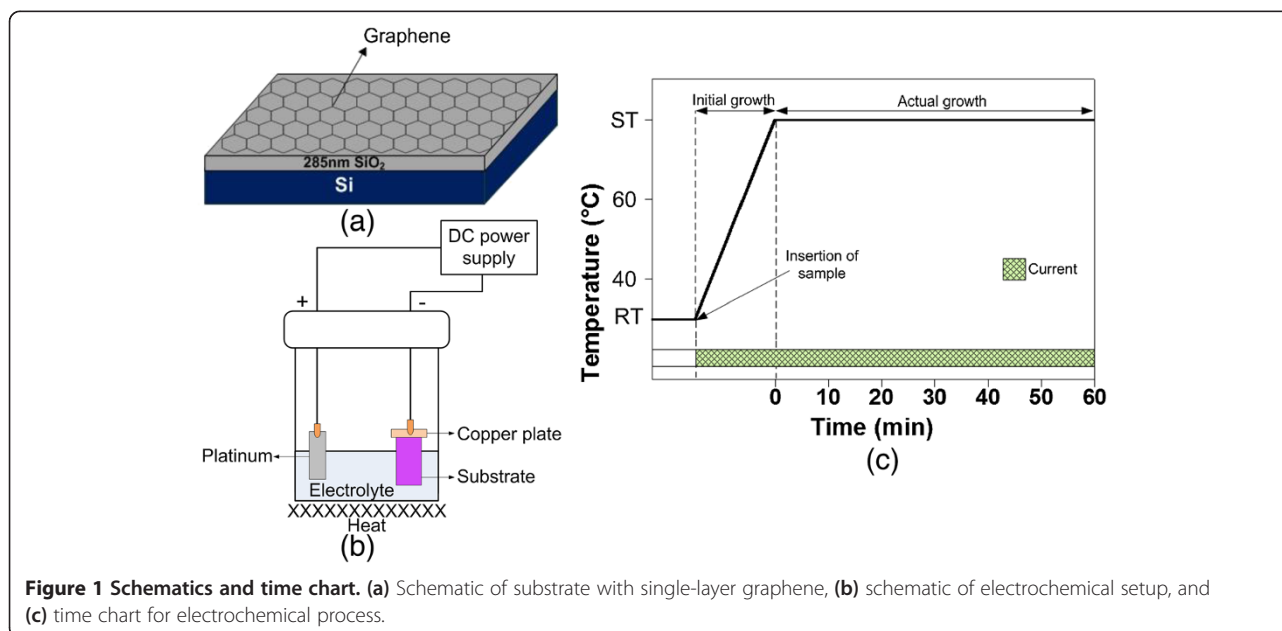 Graphene
285nm SiO₂
Si
(a)
DC power
supply
+
-
Platinum
Copper plate
Substrate
Electrolyte
XXXXXXXXXXXXX
Heat
(b)
Initial growth
Actual growth
ST
60
40
RT
Temperature (°C)
Insertion of
sample
Current
0 10 20 30 40 50 60
Time (min)
(c)
Figure 1 Schematics and time chart. (a) Schematic of substrate with single-layer graphene, (b) schematic of electrochemical setup, and
(c) time chart for electrochemical process.